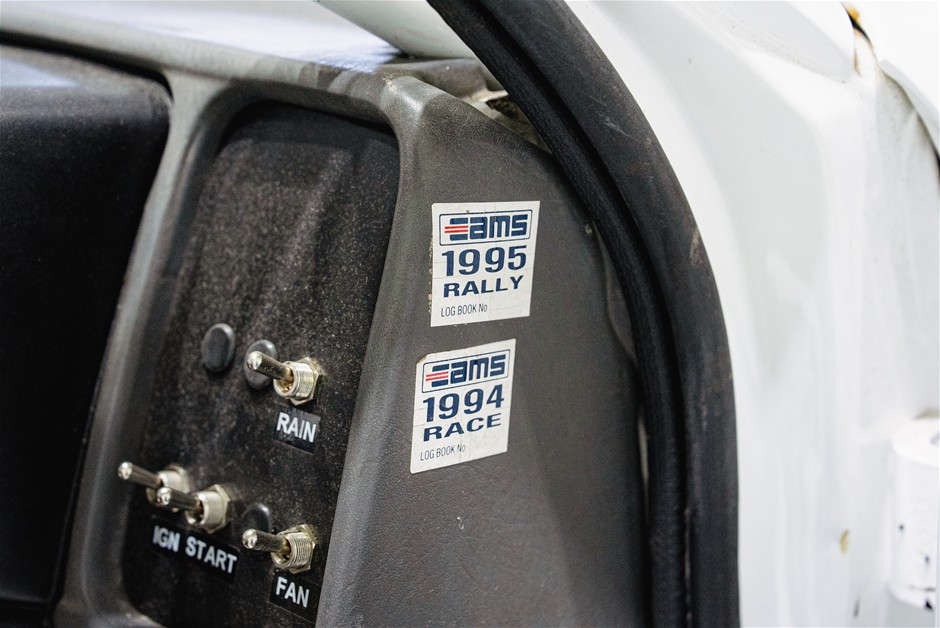 CAMS
1995
RALLY
LOG BOOK No
CAMS
1994
RACE
LOG BOOK No
RAIN
IGN START
FAN